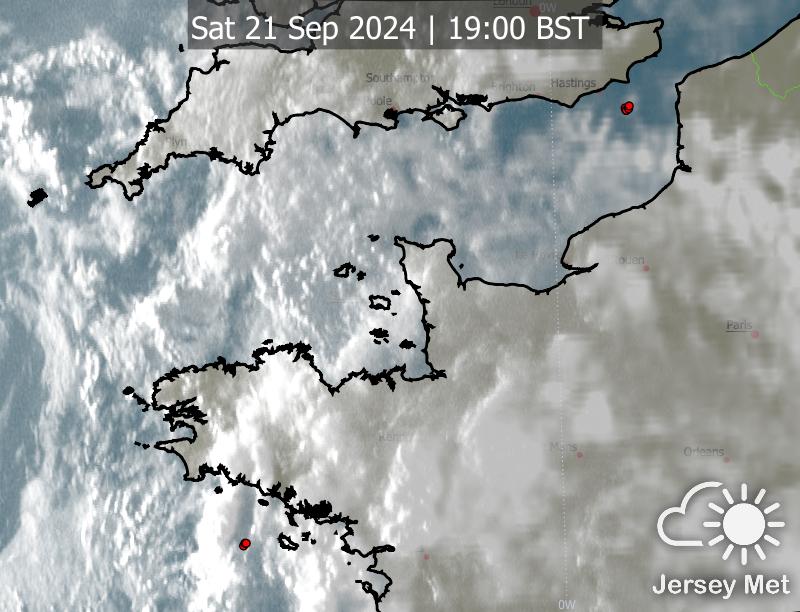 London
0W
Sat 21 Sep 2024 | 19:00 BST
Southampton
Brighton
Hastings
Poole
Rouen
Paris
Rennes
Mans
Orleans
Jersey Met
0W